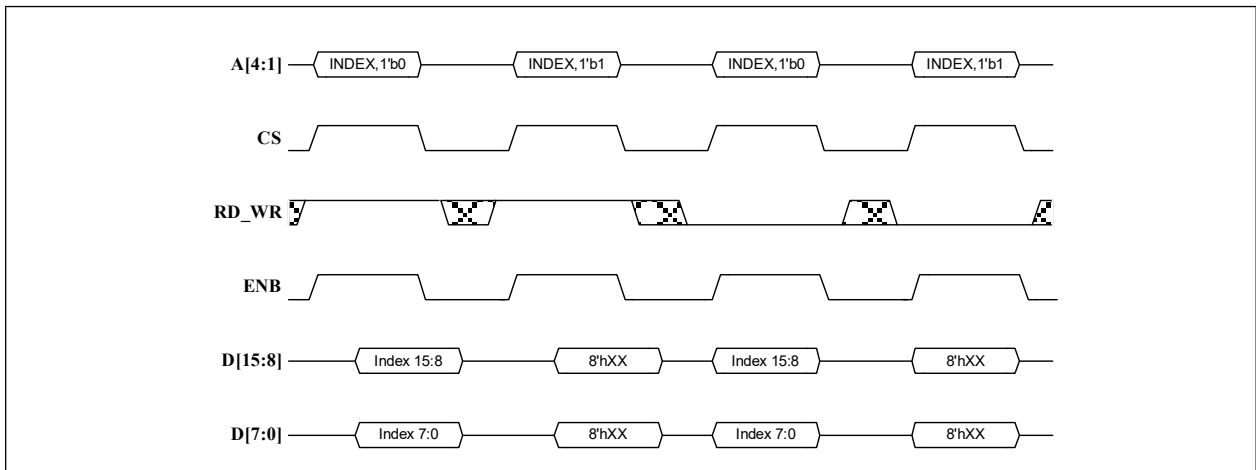 A[4:1] INDEX,1'b0 INDEX,1'b1 INDEX,1'b0 INDEX,1'b1
CS
RD_WR
ENB
D[15:8] Index 15:8 8'hXX Index 15:8 8'hXX
D[7:0] Index 7:0 8'hXX Index 7:0 8'hXX